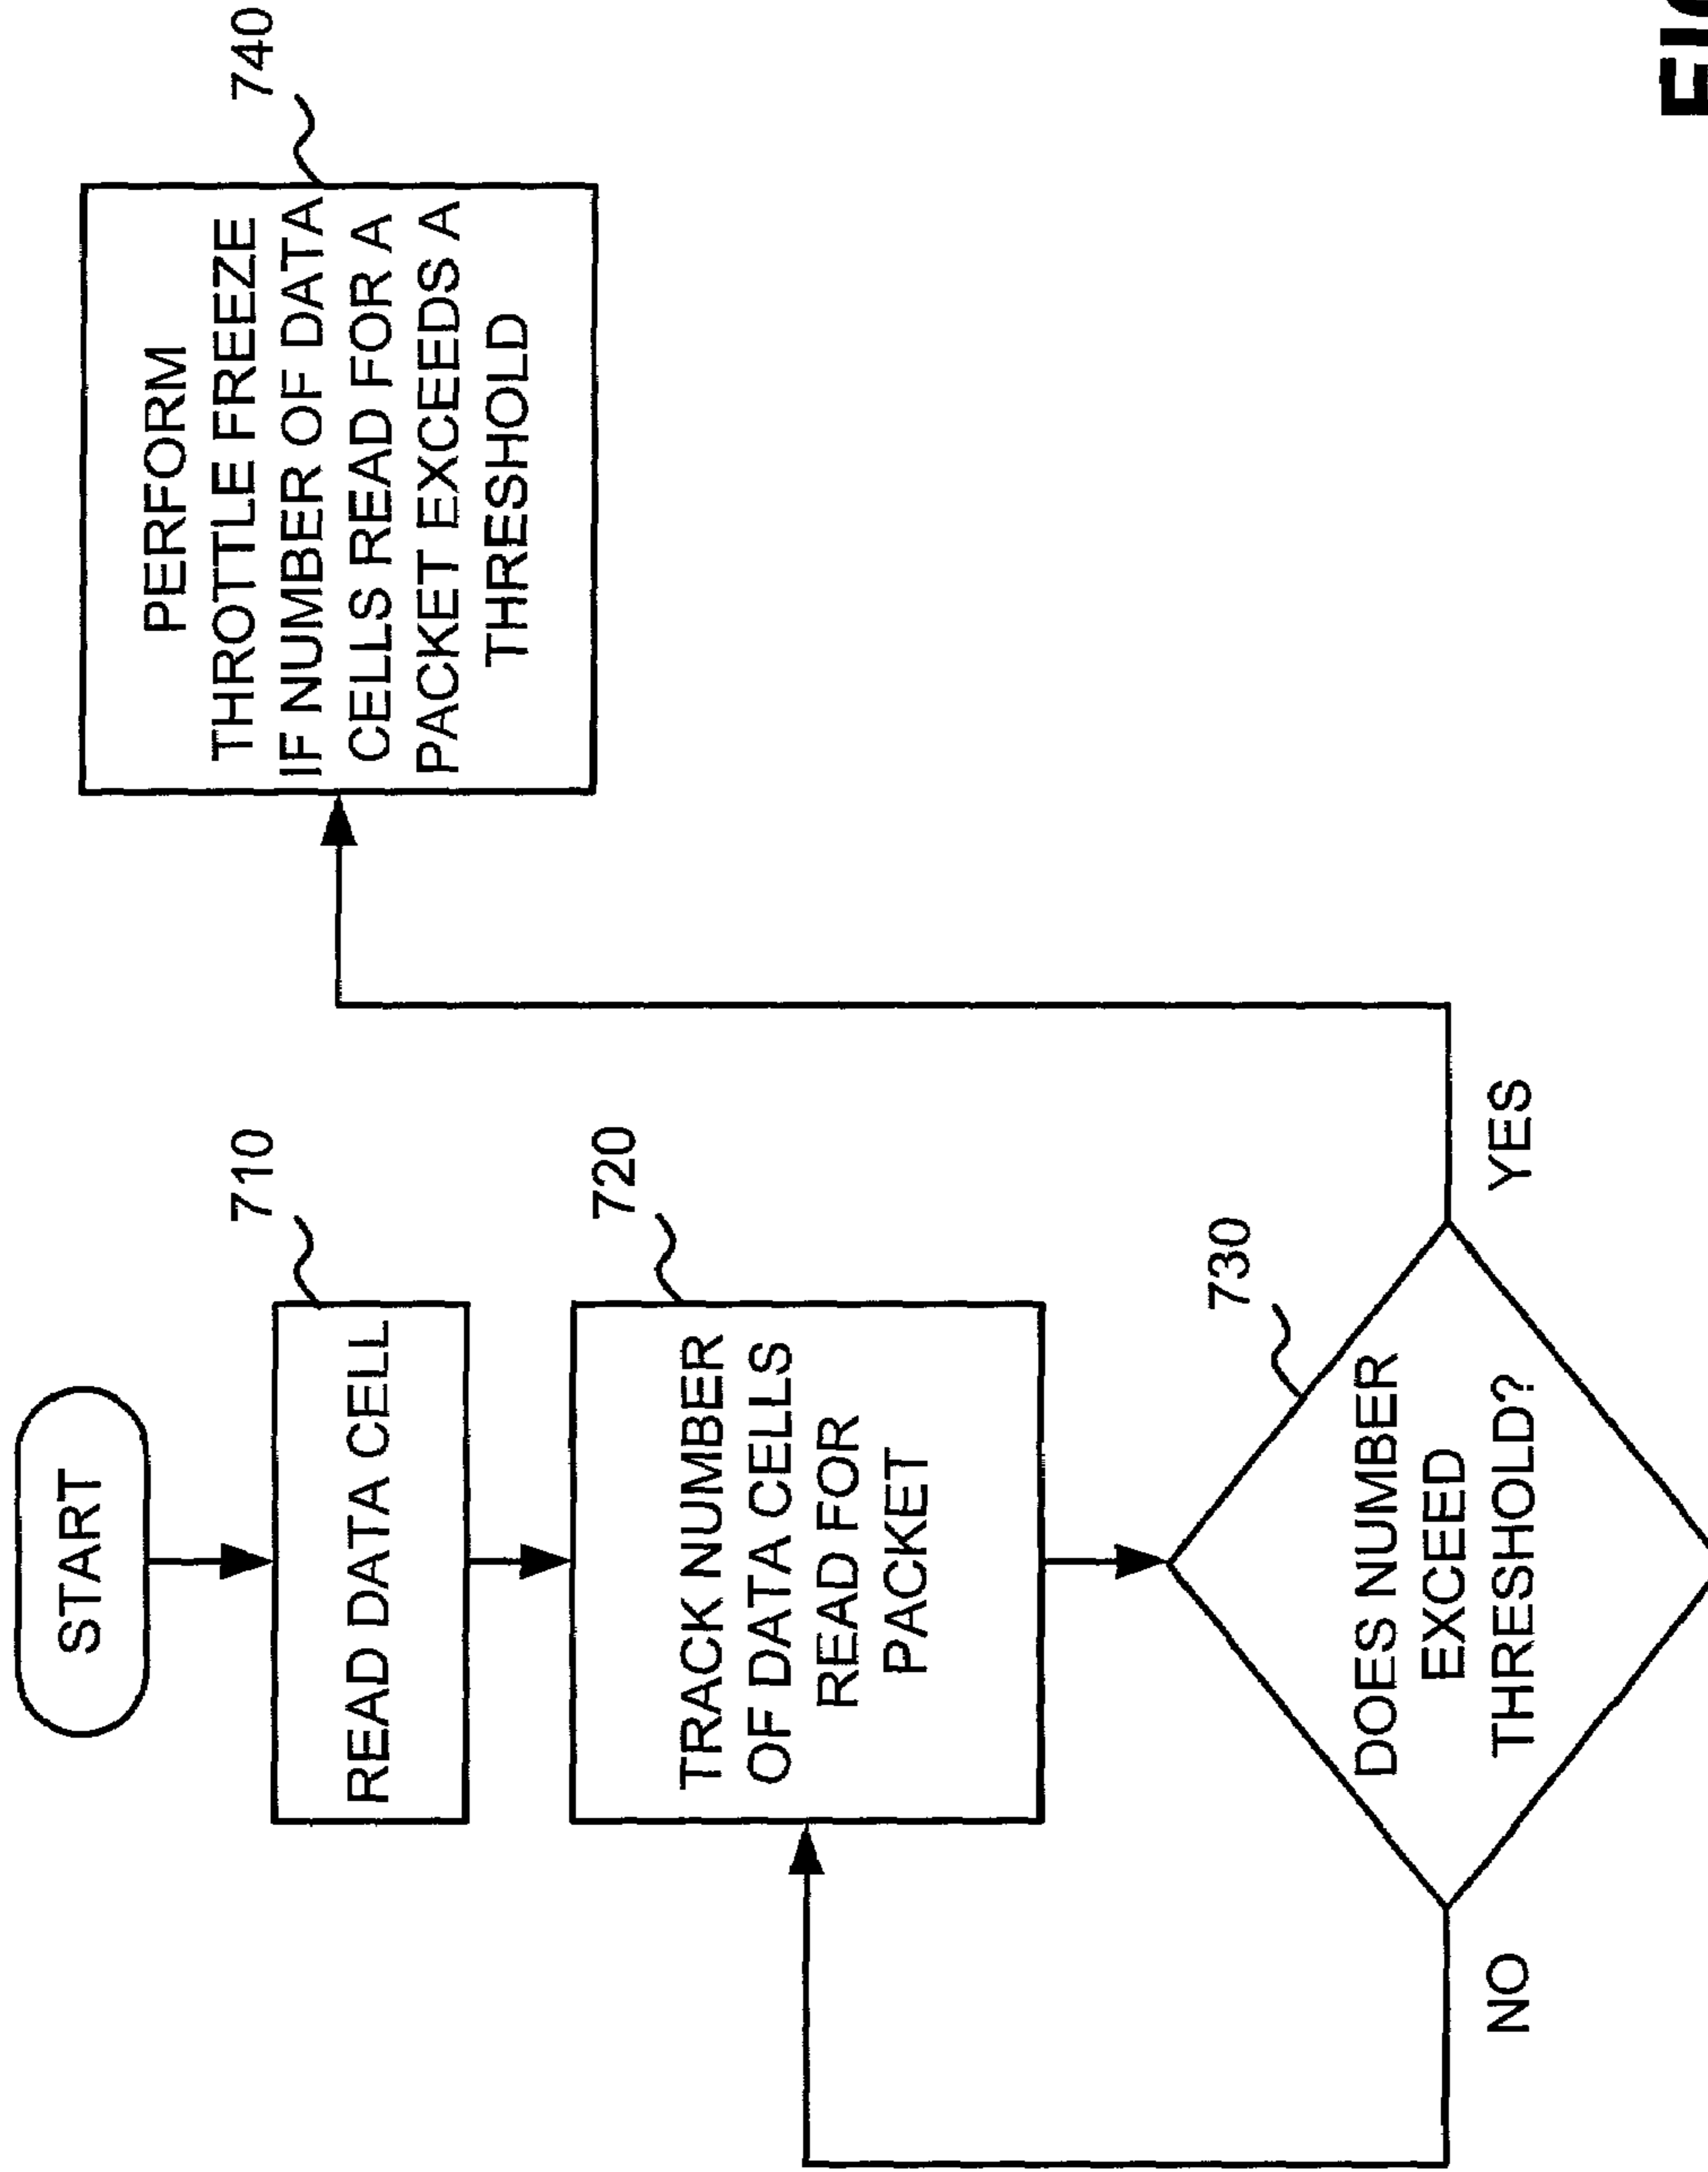 START
710
READ DATA CELL
720
TRACK NUMBER
OF DATA CELLS
READ FOR
PACKET
730
DOES NUMBER
EXCEED
THRESHOLD?
NO
YES
740
PERFORM
THROTTLE FREEZE
IF NUMBER OF DATA
CELLS READ FOR A
PACKET EXCEEDS A
THRESHOLD